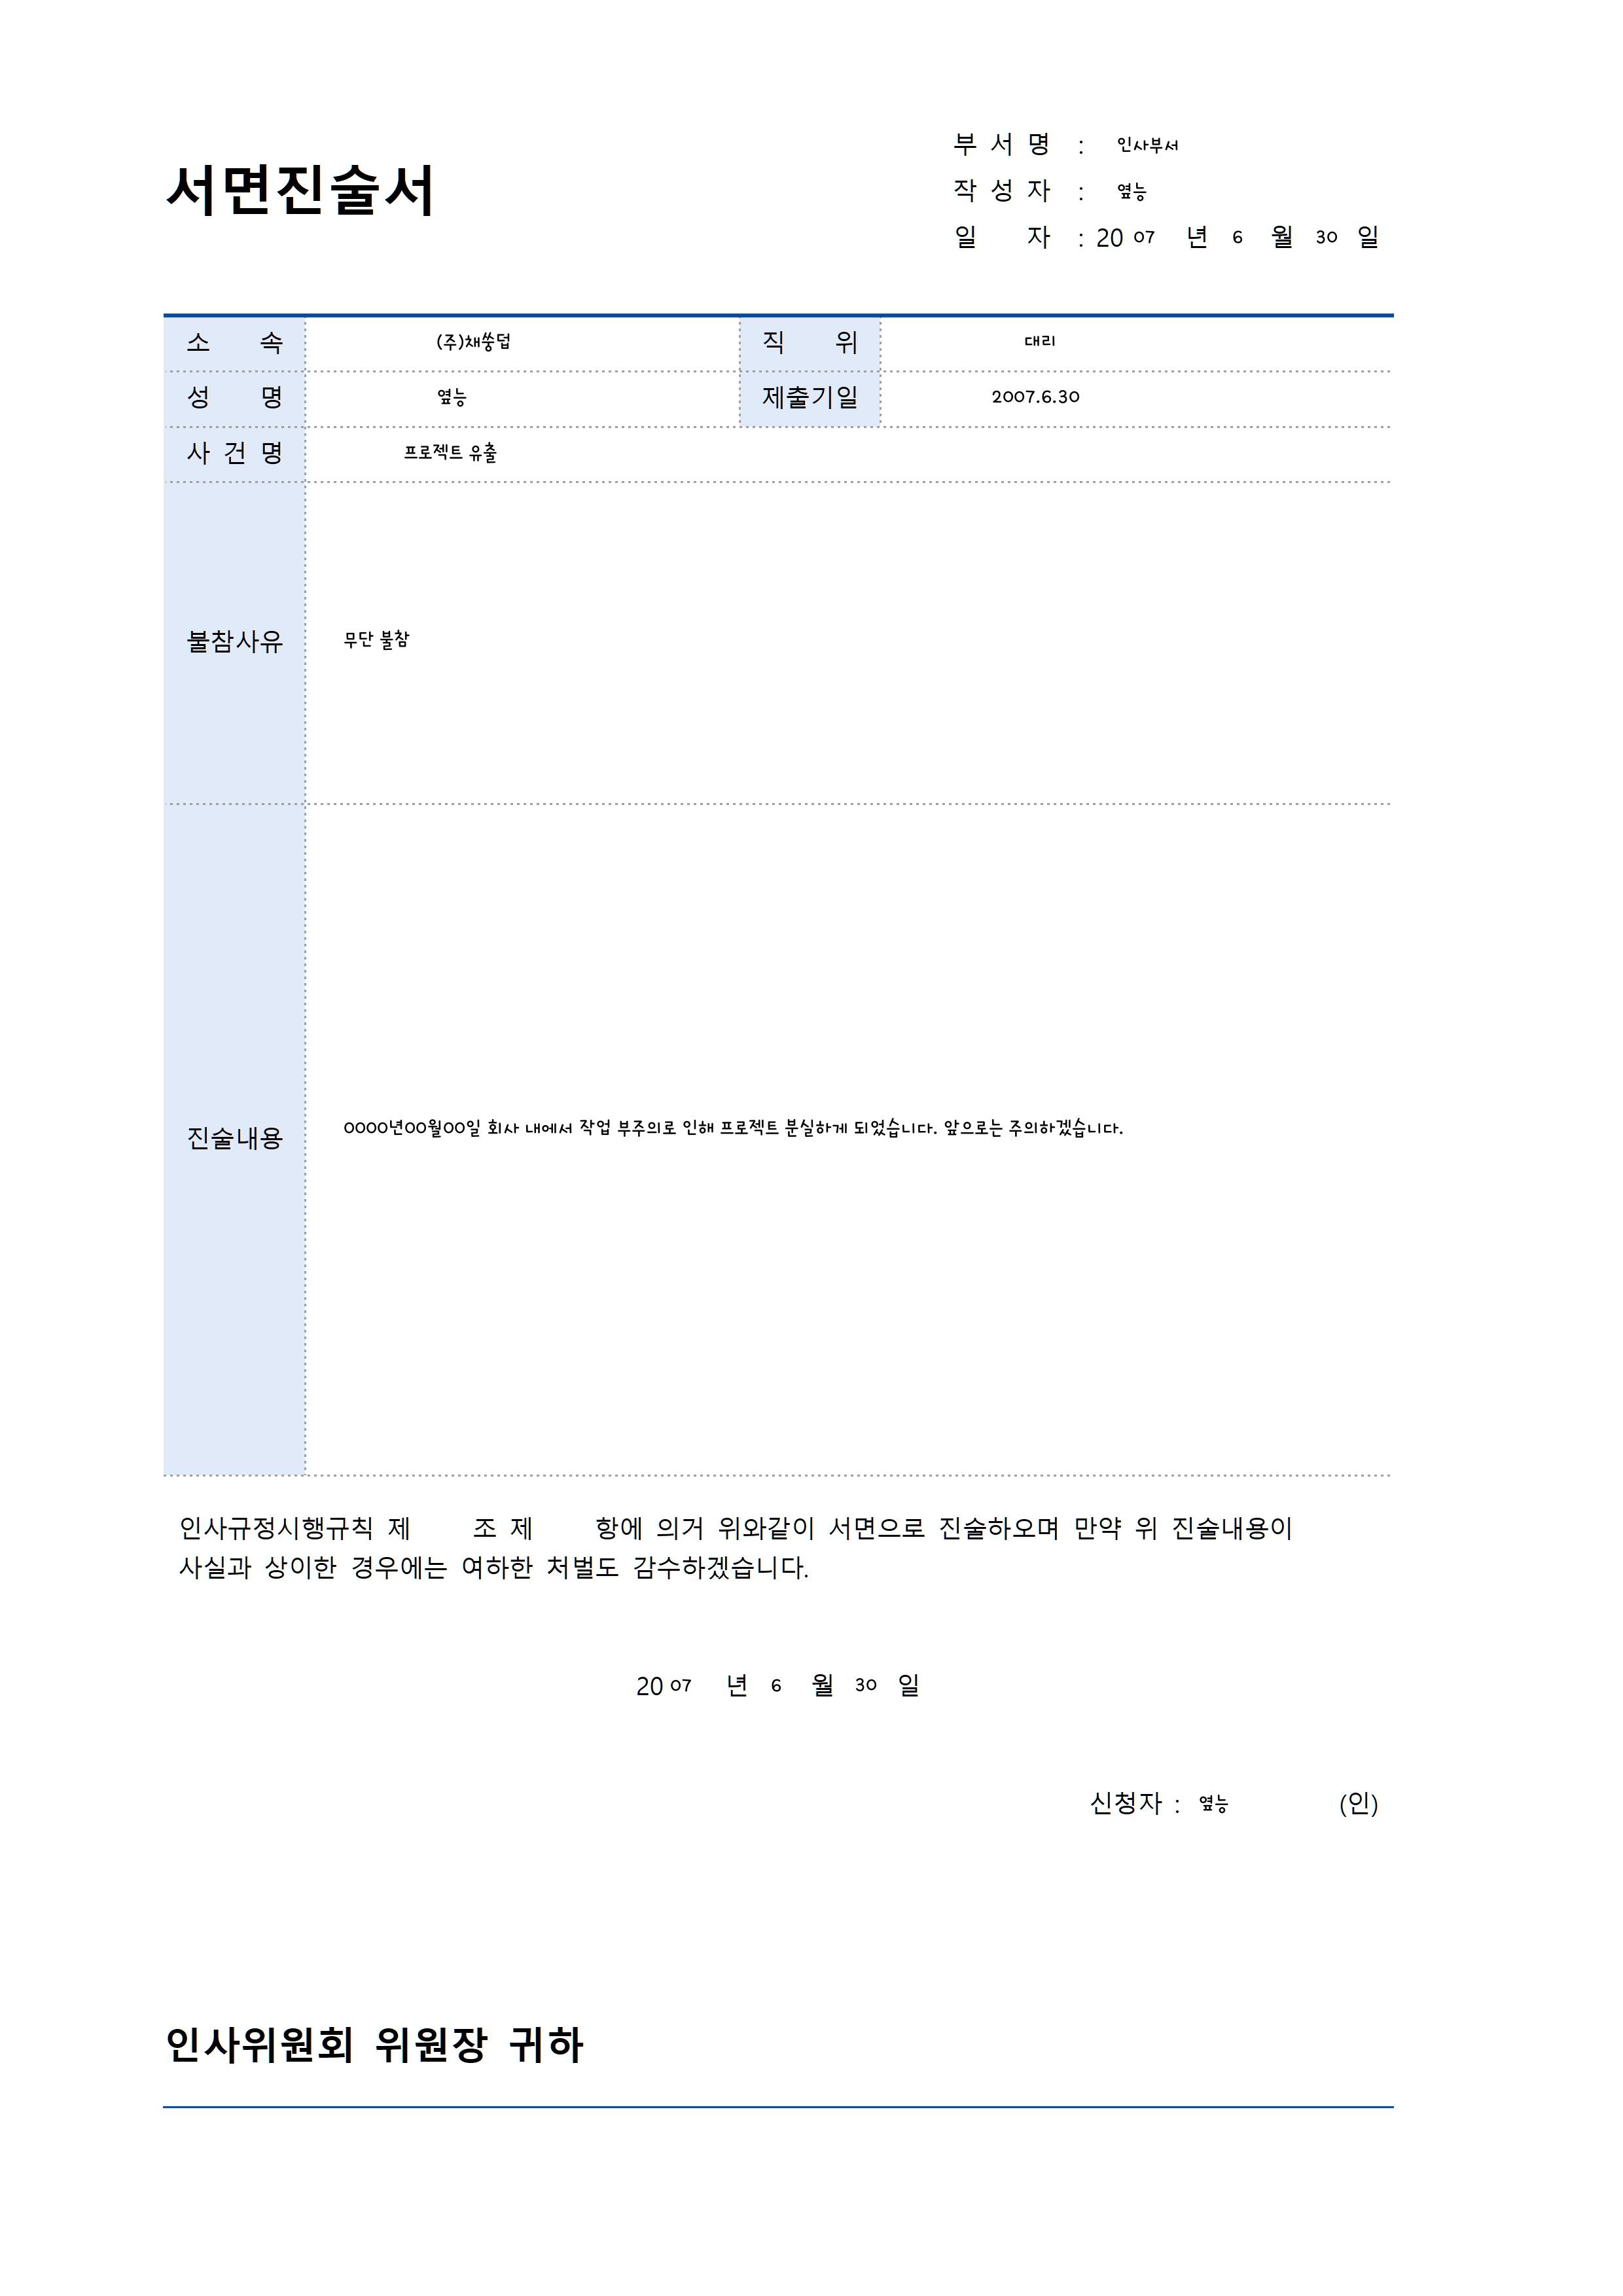 서면진술서
부 서 명 : 인사부서
작 성 자 : 옆능
일 자 : 20 07 년 6 월 30 일
소 속 (주)채쑹덥 직 위 대리
성 명 옆능 제출기일 2007.6.30
사 건 명 프로젝트 유출
불참사유 무단 불참
진술내용 0000년00월00일 회사 내에서 작업 부주의로 인해 프로젝트 분실하게 되었습니다. 앞으로는 주의하겠습니다.
인사규정시행규칙 제 조 제 항에 의거 위와같이 서면으로 진술하오며 만약 위 진술내용이
사실과 상이한 경우에는 여하한 처벌도 감수하겠습니다.
20 07 년 6 월 30 일
신청자 : 옆능 (인)
인사위원회 위원장 귀하